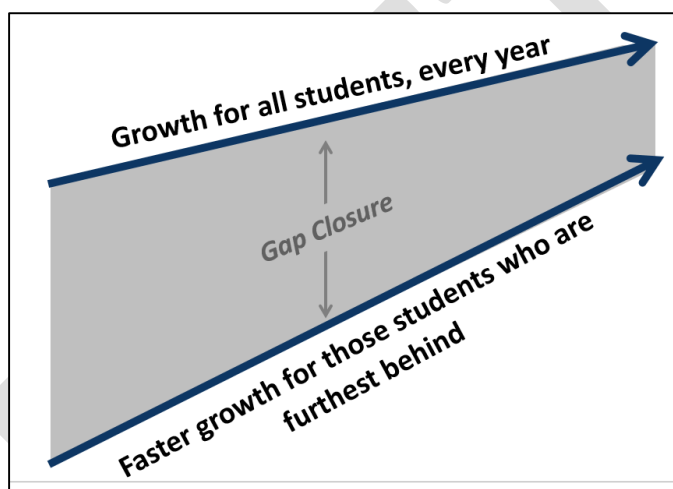 Growth for all students, every year
Gap Closure
Faster growth for those students who are
furthest behind